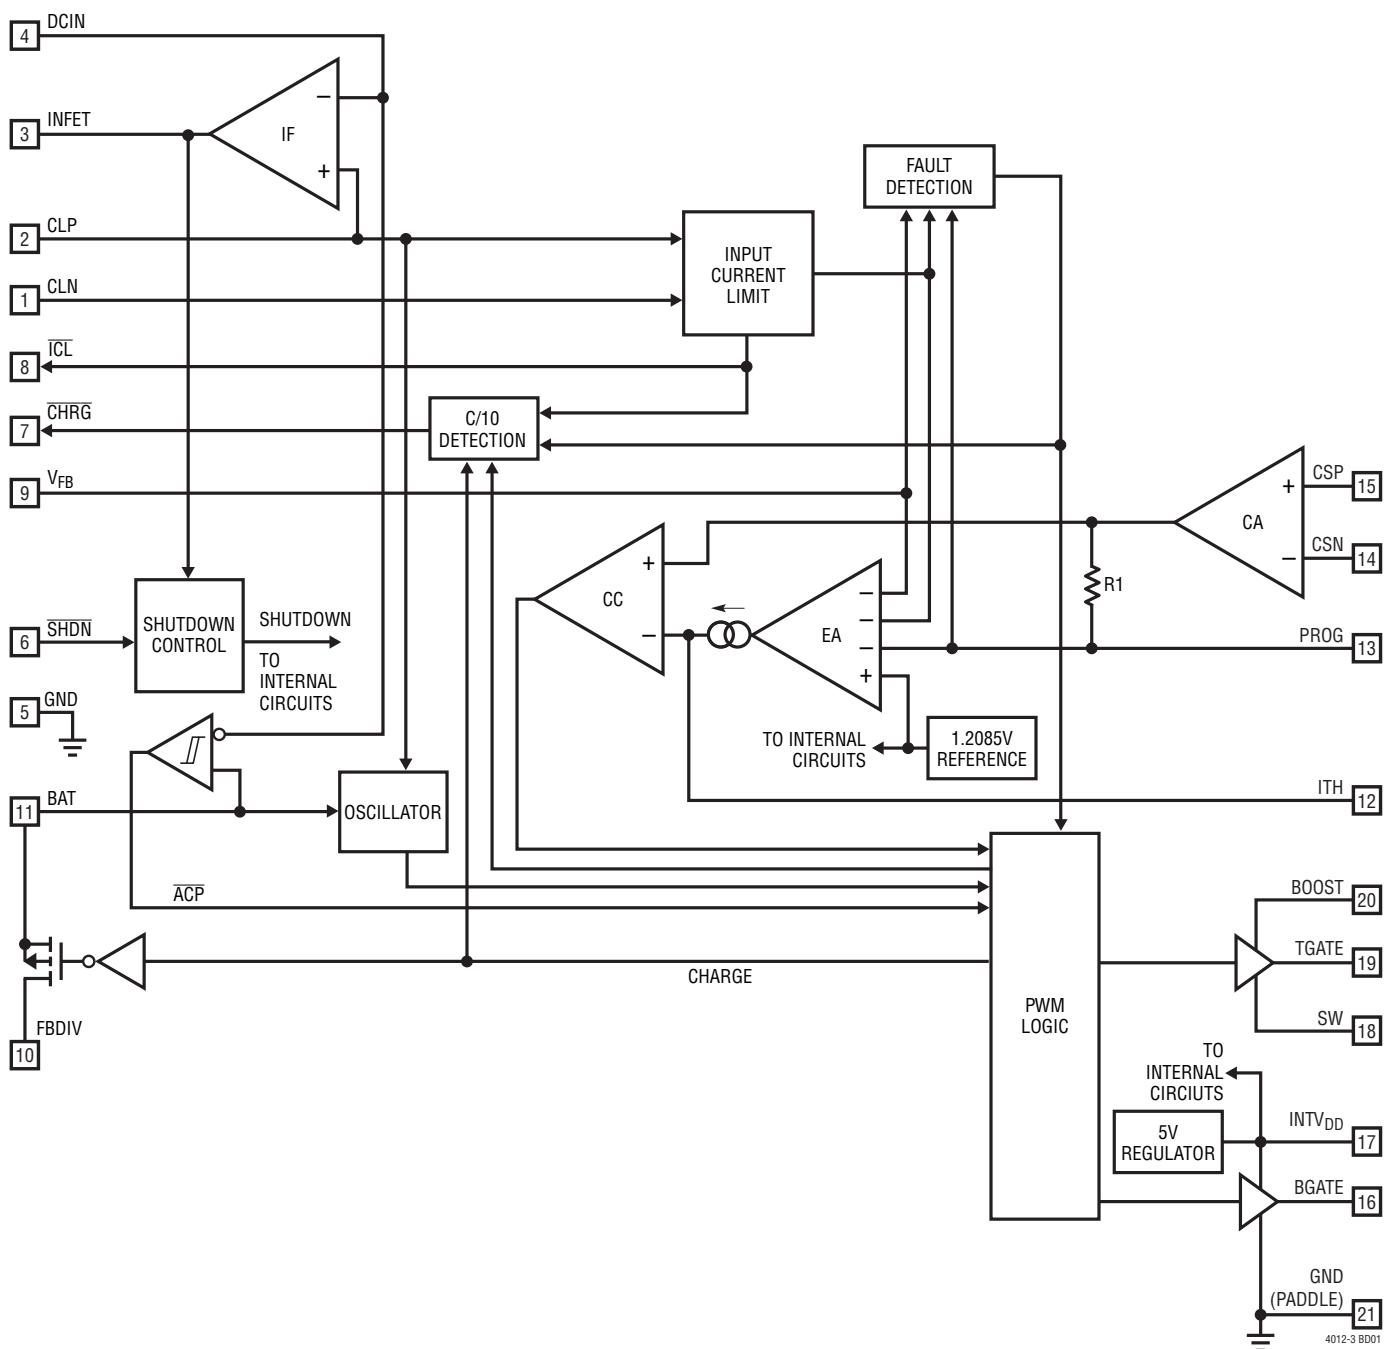 4
DCIN
3
INFET
IF
−
+
FAULT
DETECTION
2
CLP
1
CLN
INPUT
CURRENT
LIMIT
8
ICL
7
CHRG
C/10
DETECTION
9
VFB
CA
+
−
CSP
15
CSN
14
CC
+
−
EA
−
−
−
+
R1
PROG
13
6
SHDN
SHUTDOWN
CONTROL
SHUTDOWN
TO
INTERNAL
CIRCUITS
5
GND
TO INTERNAL
CIRCUITS
1.2085V
REFERENCE
11
BAT
OSCILLATOR
ITH
12
ACP
CHARGE
FBDIV
10
PWM
LOGIC
BOOST
20
TGATE
19
SW
18
TO
INTERNAL
CIRCIUTS
5V
REGULATOR
INTVDD
17
BGATE
16
GND
(PADDLE)
21
4012-3 BD01